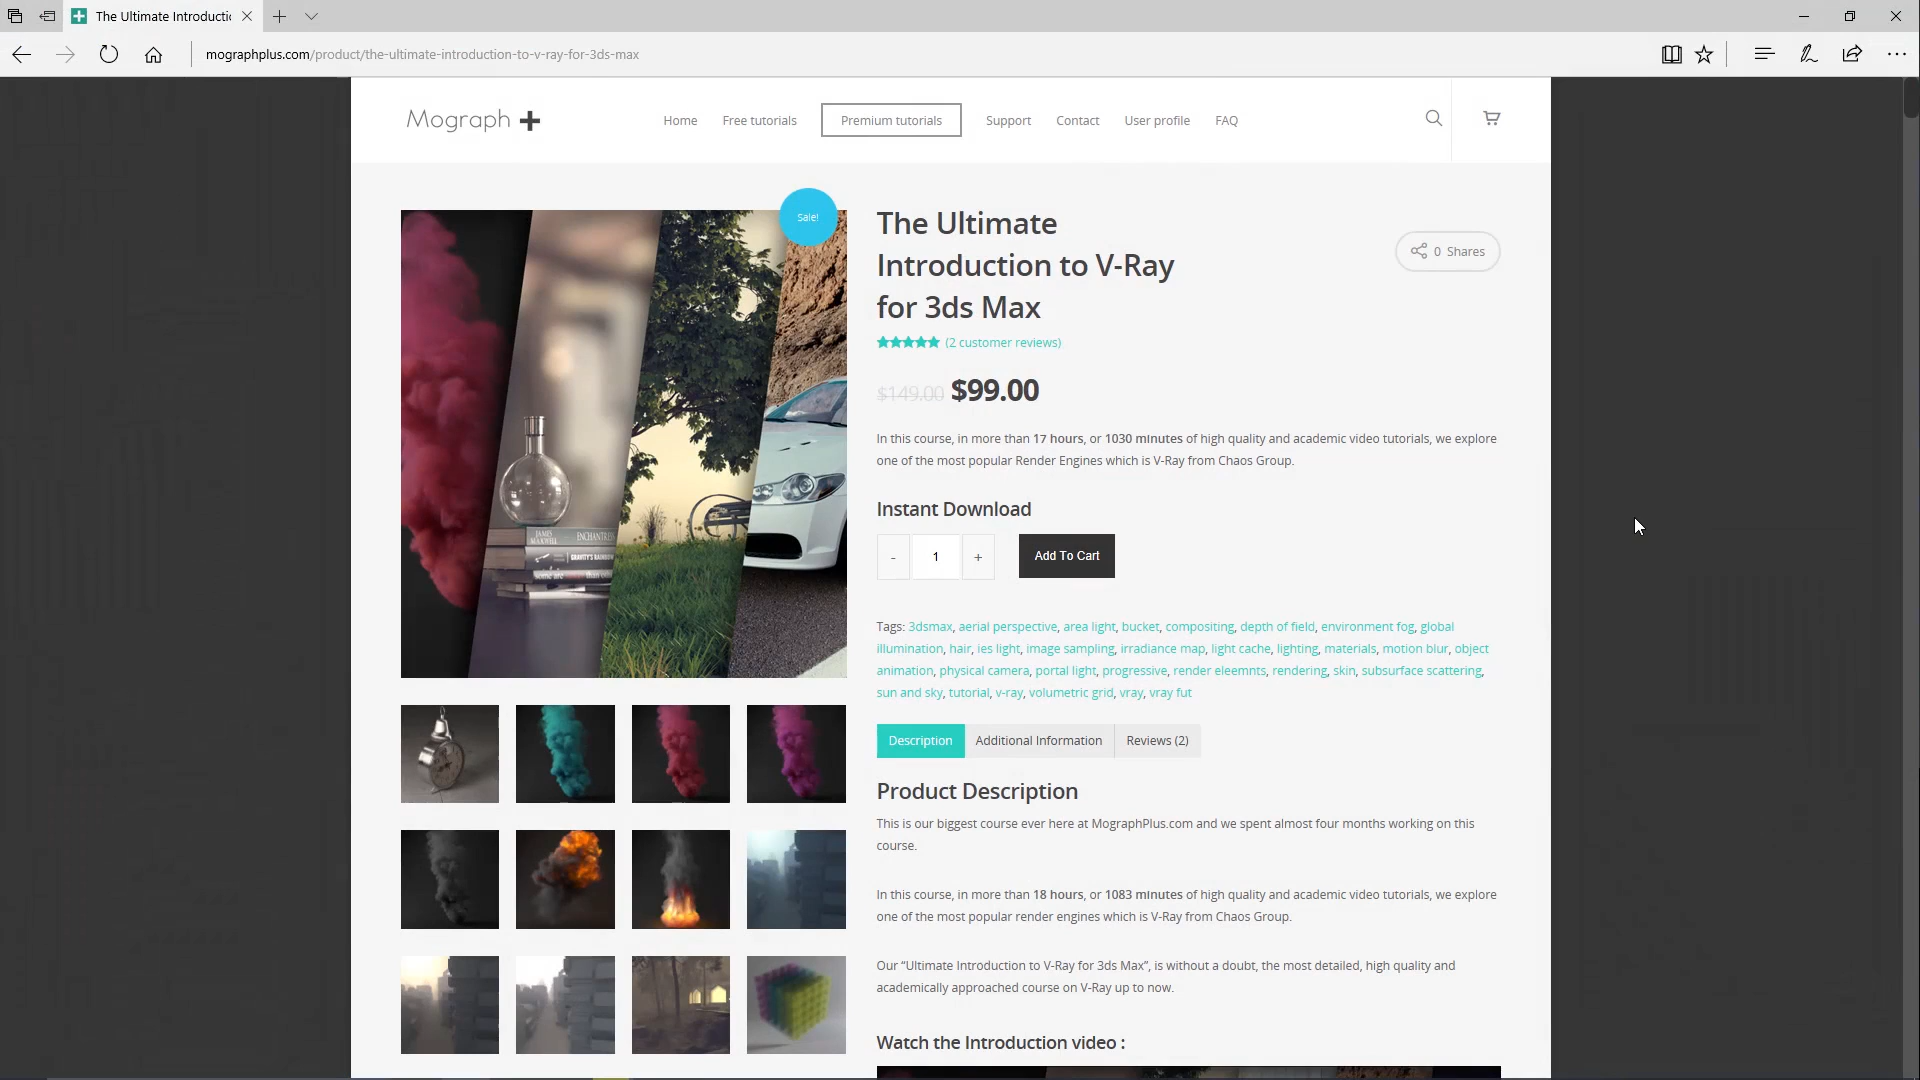 The Ultimate Introductic
mographplus.com/product/the-ultimate-introduction-to-v-ray-for-3ds-max
Mograph
Home
Free tutorials
Premium tutorials
Support
Contact
User profile
FAQ
Sale!
JAMES
MAXWELL
ENCHANTRESS
GRAVITY'S RAINBOW
some are
than
The Ultimate
Introduction to V-Ray
for 3ds Max
0 Shares
(2 customer reviews)
$149.00 $99.00
In this course, in more than 17 hours, or 1030 minutes of high quality and academic video tutorials, we explore
one of the most popular Render Engines which is V-Ray from Chaos Group.
Instant Download
- 1 +
Add To Cart
Tags: 3dsmax, aerial perspective, area light, bucket, compositing, depth of field, environment fog, global
illumination, hair, ies light, image sampling, irradiance map, light cache, lighting, materials, motion blur, object
animation, physical camera, portal light, progressive, render eleemnts, rendering, skin, subsurface scattering,
sun and sky, tutorial, v-ray, volumetric grid, vray, vray fut
Description
Additional Information
Reviews (2)
Product Description
This is our biggest course ever here at MographPlus.com and we spent almost four months working on this
course.
In this course, in more than 18 hours, or 1083 minutes of high quality and academic video tutorials, we explore
one of the most popular render engines which is V-Ray from Chaos Group.
Our “Ultimate Introduction to V-Ray for 3ds Max”, is without a doubt, the most detailed, high quality and
academically approached course on V-Ray up to now.
Watch the Introduction video :